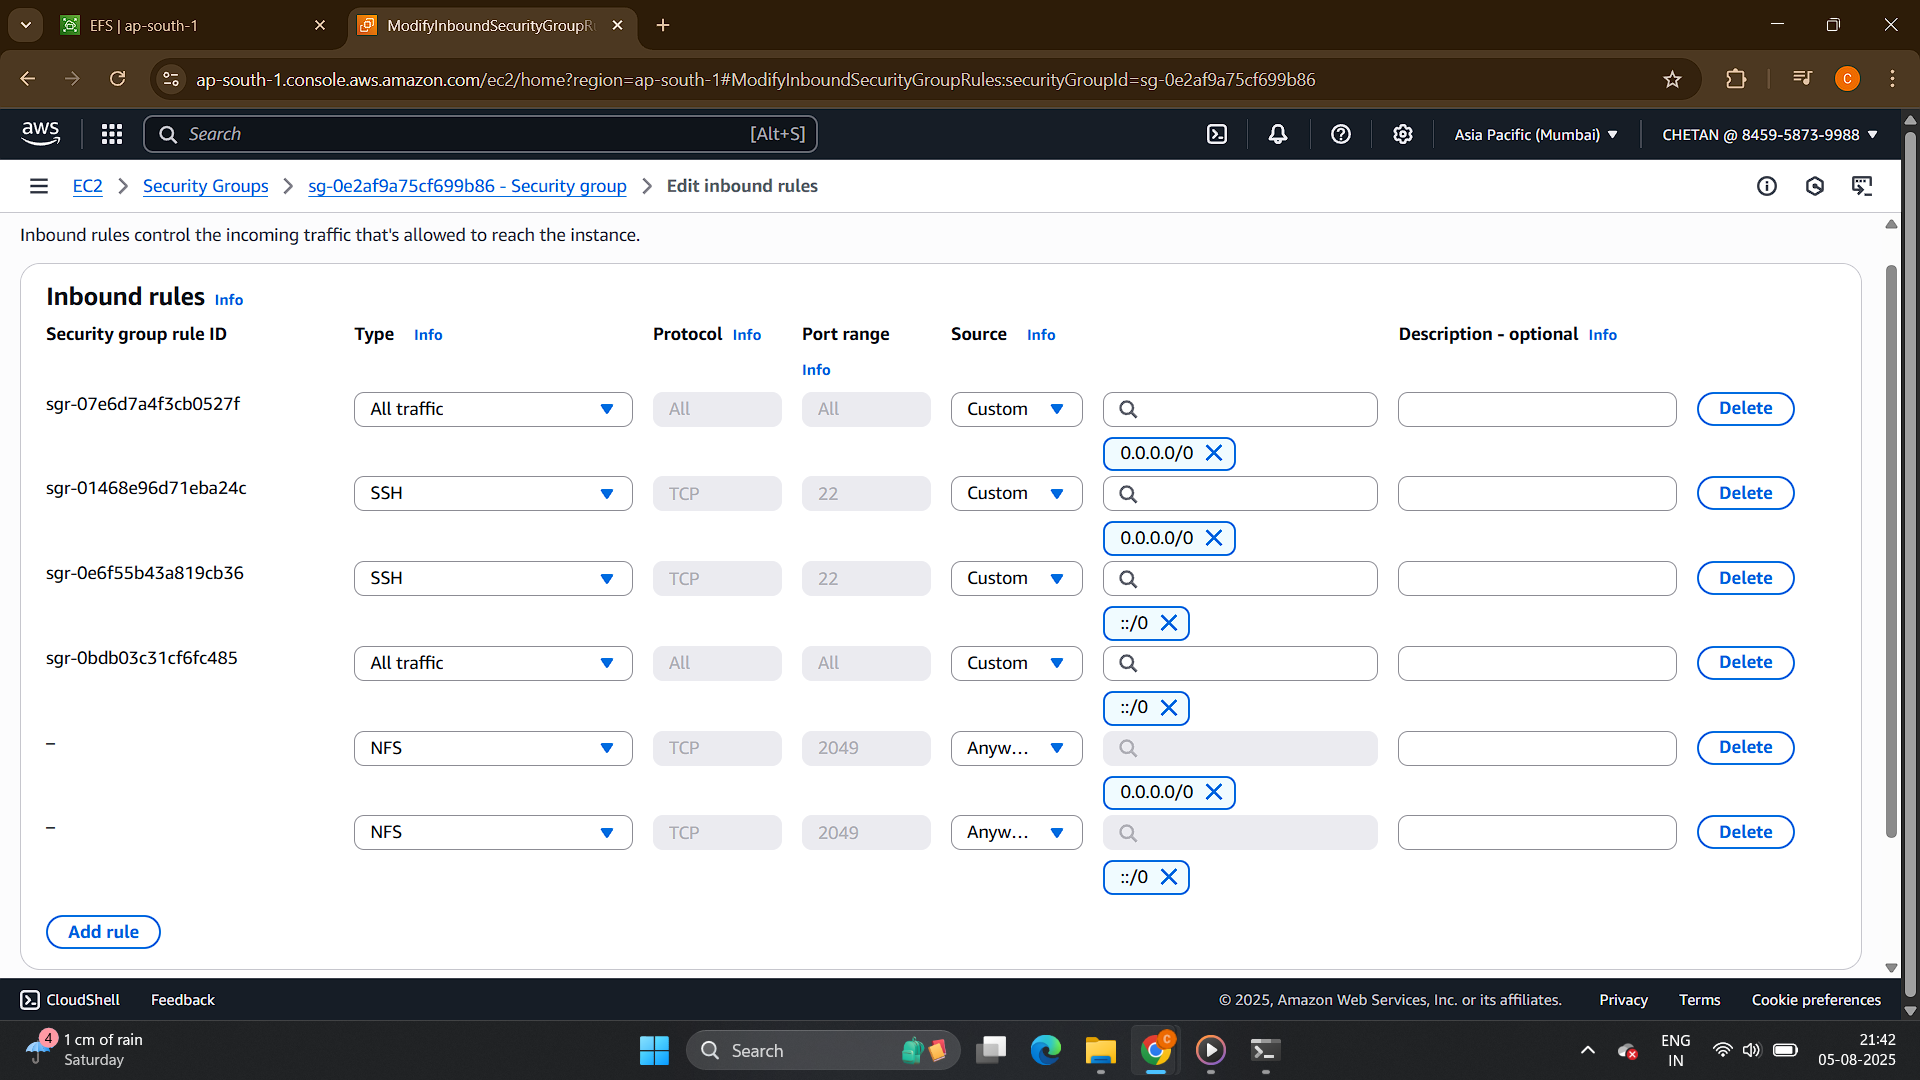 EFS | ap-south-1
ModifyInboundSecurityGroupRu
ap-south-1.console.aws.amazon.com/ec2/home?region=ap-south-1#ModifyInboundSecurityGroupRules:securityGroupId=sg-0e2af9a75cf699b86
C
aws
Search [Alt+S]
Asia Pacific (Mumbai)
CHETAN @ 8459-5873-9988
EC2 > Security Groups > sg-0e2af9a75cf699b86 - Security group > Edit inbound rules
Inbound rules control the incoming traffic that's allowed to reach the instance.
Inbound rules Info
Security group rule ID Type Info Protocol Info Port range Info Source Info Description - optional Info
sgr-07e6d7a4f3cb0527f All traffic All All Custom Delete
0.0.0.0/0
sgr-01468e96d71eba24c SSH TCP 22 Custom Delete
0.0.0.0/0
sgr-0e6f55b43a819cb36 SSH TCP 22 Custom Delete
::/0
sgr-0bdb03c31cf6fc485 All traffic All All Custom Delete
::/0
– NFS TCP 2049 Anyw... Delete
0.0.0.0/0
– NFS TCP 2049 Anyw... Delete
::/0
Add rule
CloudShell Feedback © 2025, Amazon Web Services, Inc. or its affiliates. Privacy Terms Cookie preferences
4
1 cm of rain
Saturday
Search
C
ENG
IN
21:42
05-08-2025